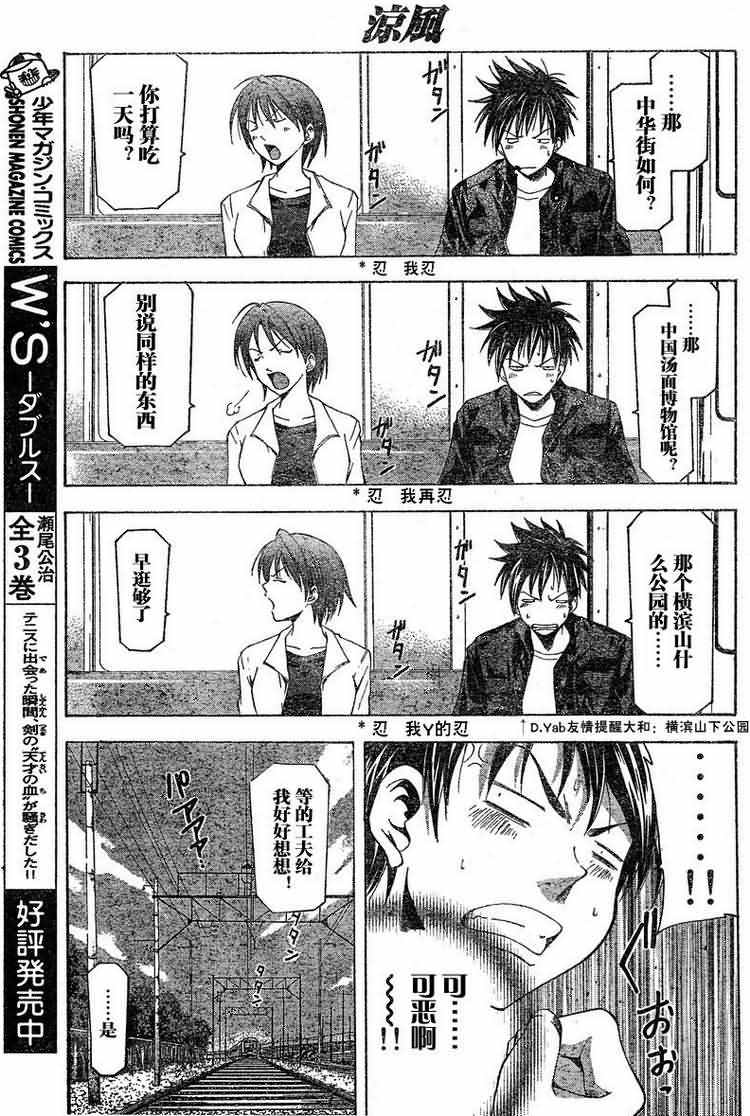 涼風
……那
中华街如何?
ガタン
ガタン
你打算吃
一天吗?
*忍 我忍
……那
中国汤面博物
馆呢?
ガタン
ガタン
别说同样的东西
*忍 我再忍
那个横滨山什
么公园的……
ガタン
ガタン
早逛够了
*忍 我Y的忍
↑D.Yab友情提醒大和:横滨山下公园
………!!
可……
可恶啊
~~!!
ぐっ
おお
パアアアア…
等的工夫给
我好好想想!
ガタン
ガタン
……是
少年マガジン・コミックス
SHONEN MAGAZINE COMICS
W'S
ーダブルスー
瀬尾公治
全3巻
テニスに出会った瞬間、剣の“天才の血”が騒ぎだした!!
好評発売中